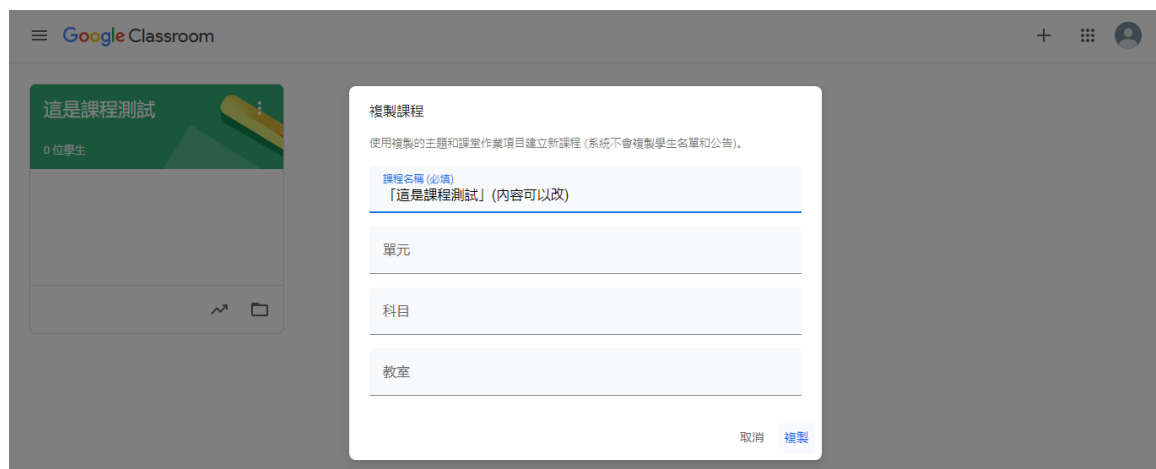 Google Classroom
這是課程測試
0 位學生
複製課程
使用複製的主題和課堂作業項目建立新課程 (系統不會複製學生名單和公告)。
課程名稱 (必填)
「這是課程測試」(內容可以改)
單元
科目
教室
取消 複製